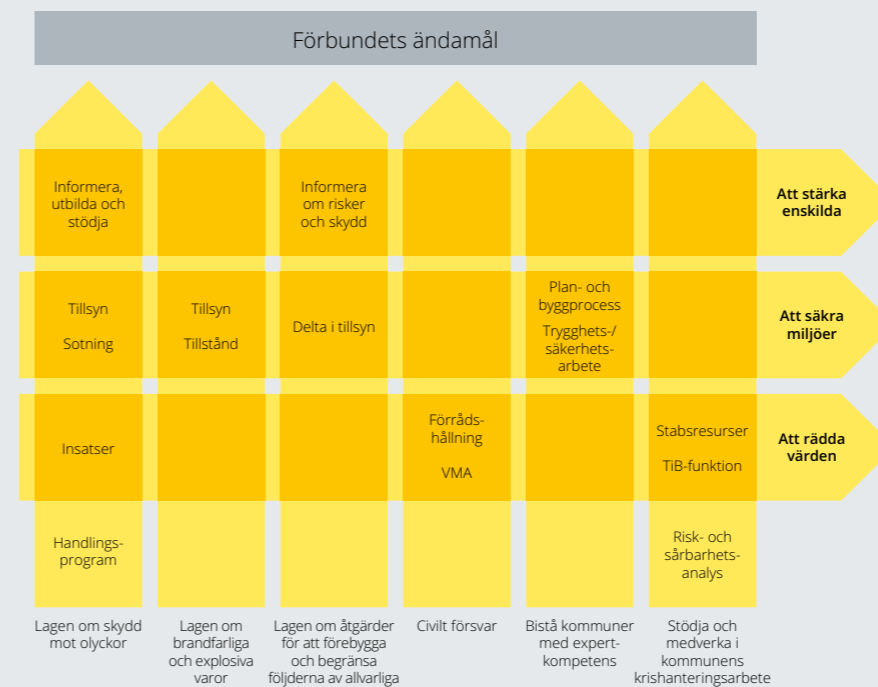 Förbundets ändamål
Informera,
utbilda och
stödja
Informera
om risker
och skydd
Att stärka
enskilda
Tillsyn
Sotning
Tillsyn
Tillstånd
Delta i tillsyn
Plan- och
byggprocess
Trygghets-/
säkerhets-
arbete
Att säkra
miljöer
Insatser
Förråds-
hållning
VMA
Stabsresurser
TiB-funktion
Att rädda
värden
Handlings-
program
Risk- och
sårbarhets-
analys
Lagen om skydd
mot olyckor
Lagen om
brandfarliga
och explosiva
varor
Lagen om åtgärder
för att förebygga
och begränsa
följderna av allvarliga
Civilt försvar
Bistå kommuner
med expert-
kompetens
Stödja och
medverka i
kommunens
krishanteringsarbete